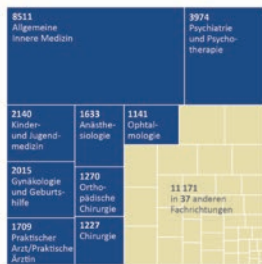 8511
Allgemeine
Innere Medizin
3974
Psychiatrie
und Psycho-
therapie
2140
Kinder-
und Jugend-
medizin
1633
Anästhe-
siologie
1141
Ophtal-
mologie
2015
Gynäkologie
und Geburts-
hilfe
1270
Ortho-
pädische
Chirurgie
11 171
in 37 anderen
Fachrichtungen
1709
Praktischer
Arzt/Praktische
Ärztin
1227
Chirurgie